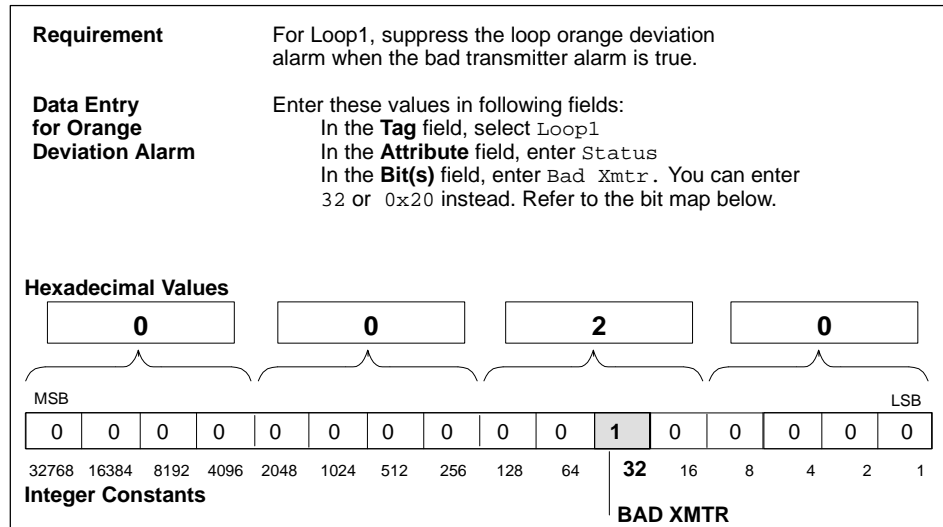 Requirement For Loop1, suppress the loop orange deviation
alarm when the bad transmitter alarm is true.
Data Entry Enter these values in following fields:
for Orange In the Tag field, select Loop1
Deviation Alarm In the Attribute field, enter Status
In the Bit(s) field, enter Bad Xmtr. You can enter
32 or 0x20 instead. Refer to the bit map below.
Hexadecimal Values
0 0 2 0
MSB LSB
0 0 0 0 0 0 0 0 0 0 1 0 0 0 0 0
32768 16384 8192 4096 2048 1024 512 256 128 64 32 16 8 4 2 1
Integer Constants
BAD XMTR